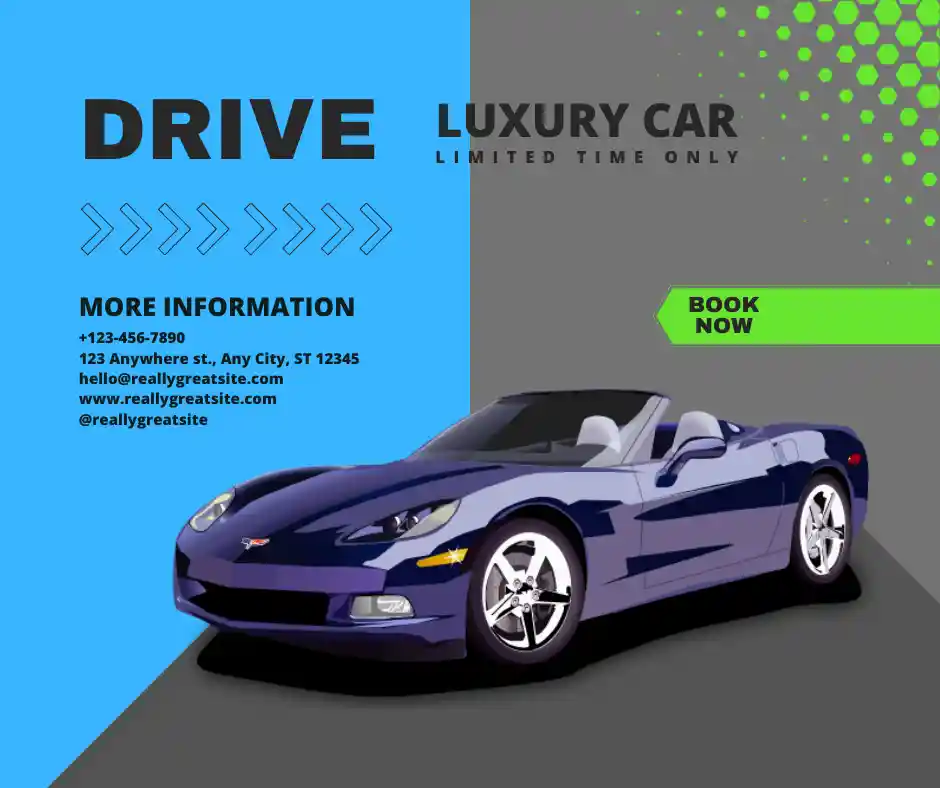 DRIVE
LUXURY CAR
LIMITED TIME ONLY
MORE INFORMATION
+123-456-7890
123 Anywhere st., Any City, ST 12345
hello@reallygreatsite.com
www.reallygreatsite.com
@reallygreatsite
BOOK
NOW